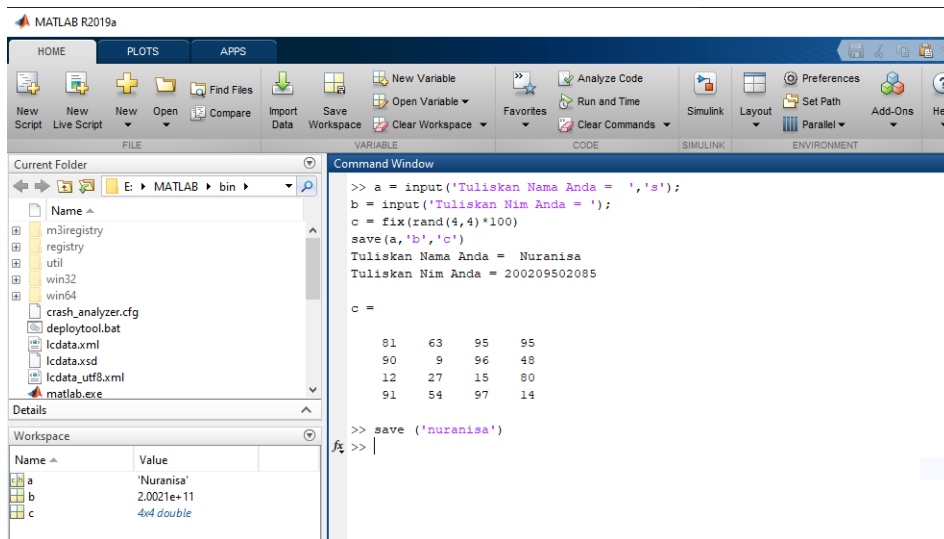 MATLAB R2019a
HOME PLOTS APPS
New Script
New Live Script
New
Open
Find Files
Compare
Import Data
Save Workspace
New Variable
Open Variable
Clear Workspace
Favorites
Analyze Code
Run and Time
Clear Commands
Simulink
Layout
Preferences
Set Path
Parallel
Add-Ons
He
FILE VARIABLE CODE SIMULINK ENVIRONMENT
Current Folder
E: MATLAB bin
Name
m3iregistry
registry
util
win32
win64
crash_analyzer.cfg
deploytool.bat
lcdata.xml
lcdata.xsd
lcdata_utf8.xml
matlab.exe
Details
Workspace
Name Value
a 'Nuranisa'
b 2.0021e+11
c 4x4 double
Command Window
>> a = input('Tuliskan Nama Anda =  ','s');
b = input('Tuliskan Nim Anda = ');
c = fix(rand(4,4)*100)
save(a,'b','c')
Tuliskan Nama Anda =  Nuranisa
Tuliskan Nim Anda = 200209502085
c =
81 63 95 95
90 9 96 48
12 27 15 80
91 54 97 14
>> save ('nuranisa')
fx >>